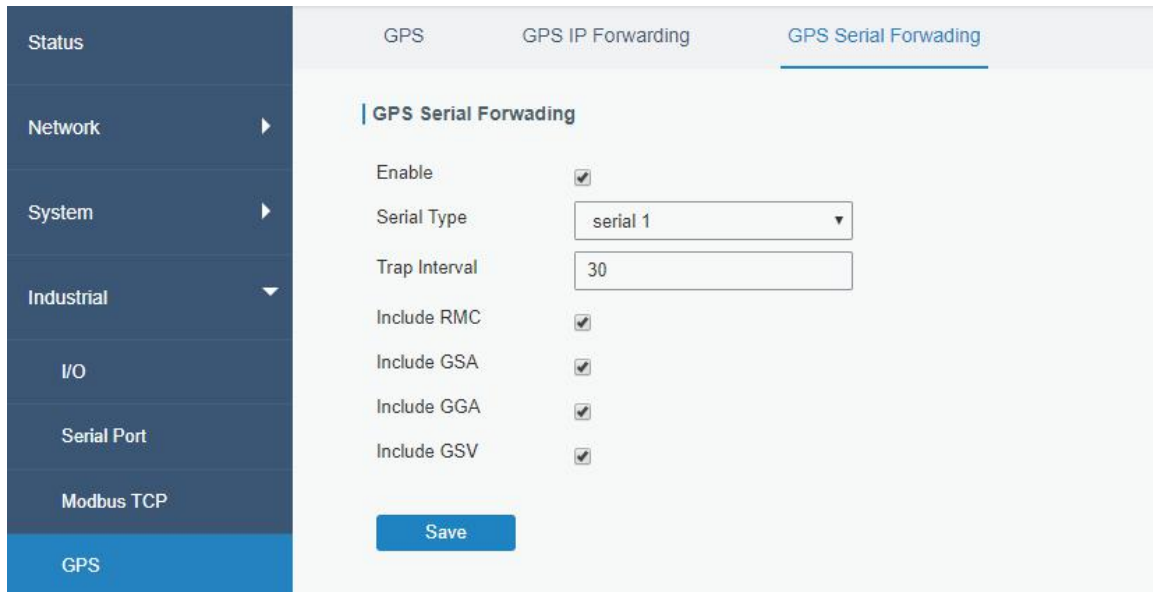 Status
Network
System
Industrial
I/O
Serial Port
Modbus TCP
GPS
GPS GPS IP Forwarding GPS Serial Forwading
GPS Serial Forwading
Enable
Serial Type serial 1
Trap Interval 30
Include RMC
Include GSA
Include GGA
Include GSV
Save